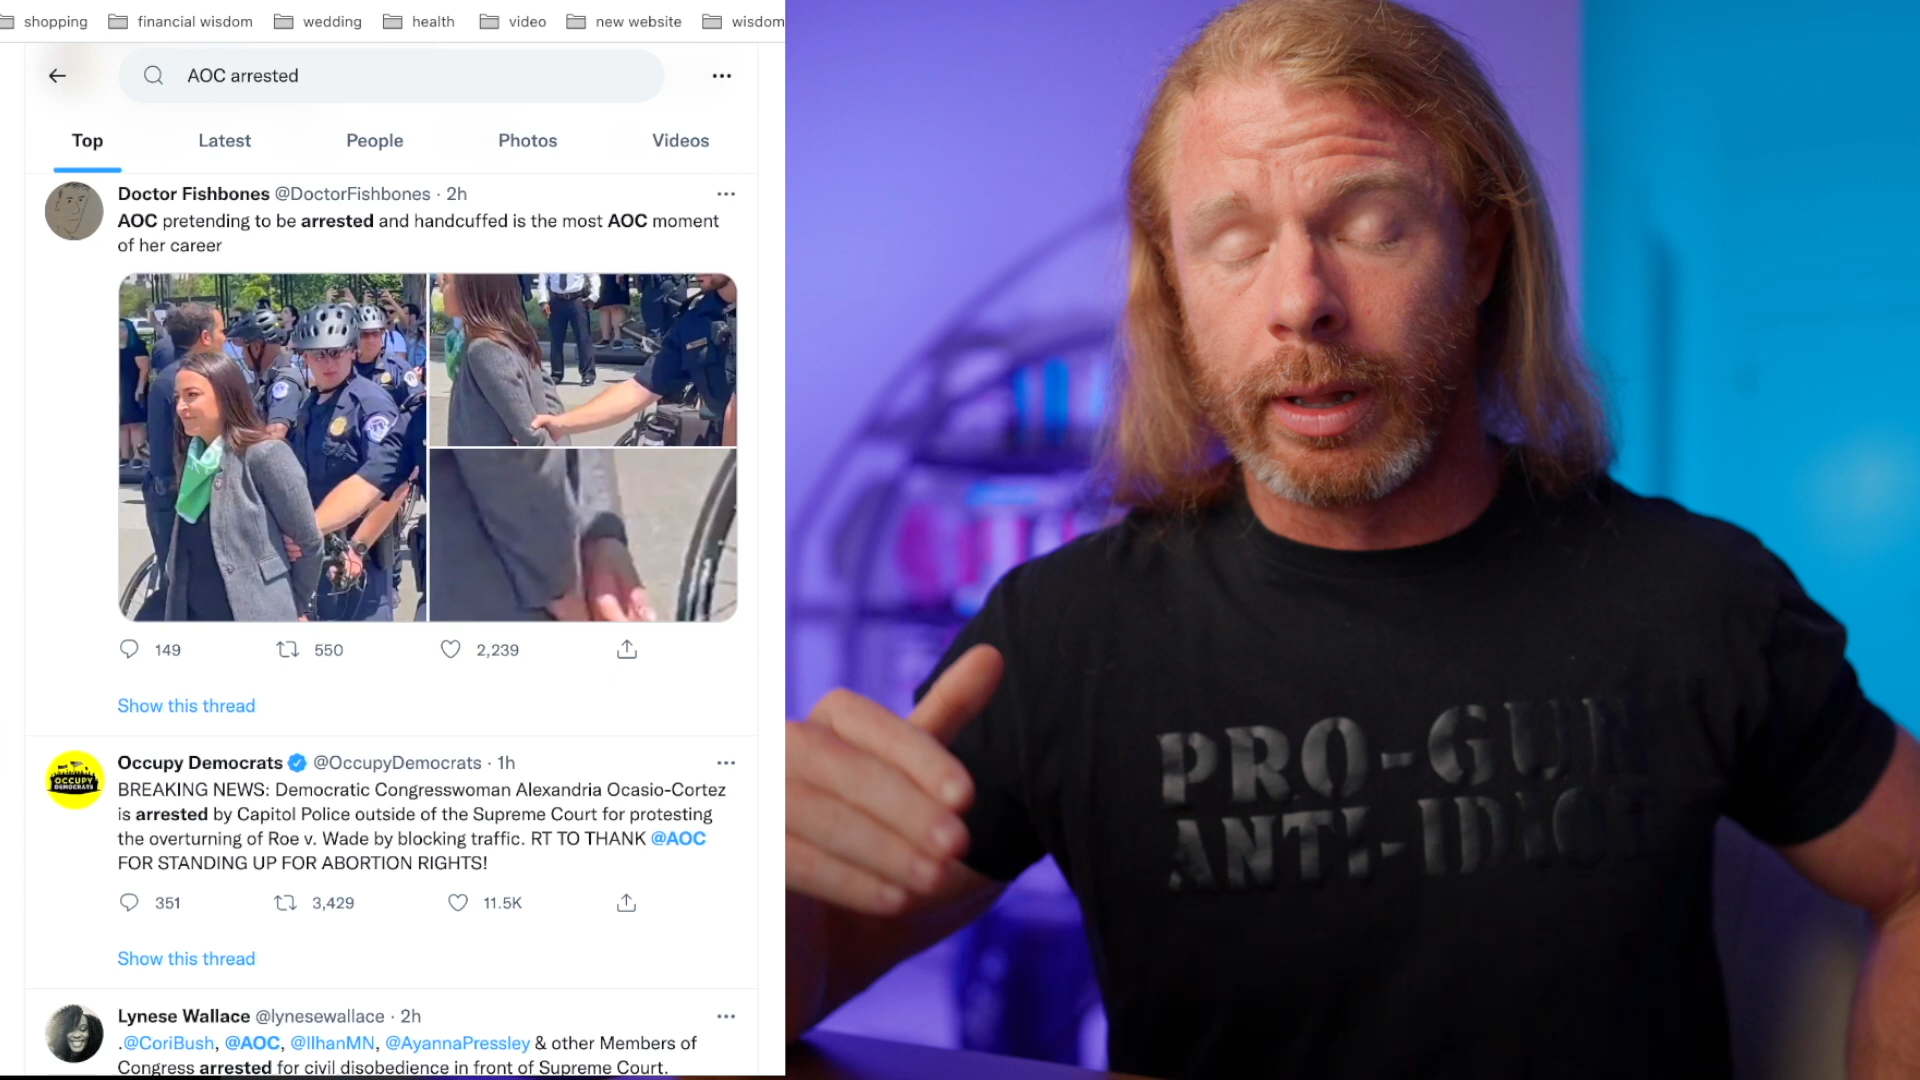 shopping financial wisdom wedding health video new website wisdom
AOC arrested
Top Latest People Photos Videos
Doctor Fishbones @DoctorFishbones · 2h
AOC pretending to be arrested and handcuffed is the most AOC moment
of her career
149 550 2,239
Show this thread
Occupy Democrats @OccupyDemocrats · 1h
OCCUPY
DEMOCRATS
BREAKING NEWS: Democratic Congresswoman Alexandria Ocasio-Cortez
is arrested by Capitol Police outside of the Supreme Court for protesting
the overturning of Roe v. Wade by blocking traffic. RT TO THANK @AOC
FOR STANDING UP FOR ABORTION RIGHTS!
351 3,429 11.5K
Show this thread
Lynese Wallace @lynesewallace · 2h
.@CoriBush, @AOC, @IlhanMN, @AyannaPressley & other Members of
Congress arrested for civil disobedience in front of Supreme Court.
PRO-GUN
ANTI-IDIOT